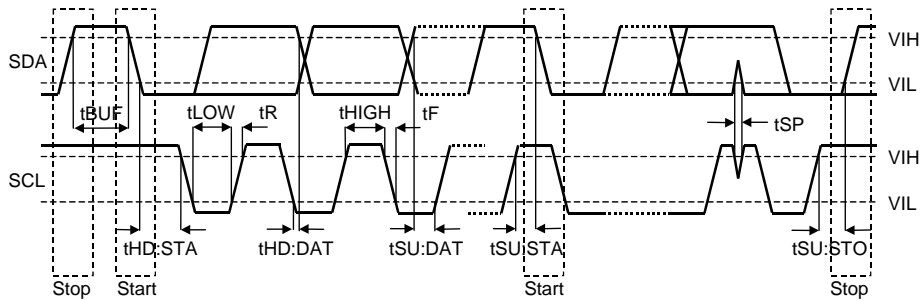 SDA
VIH
VIL
tBUF
tLOW
tR
tHIGH
tF
tSP
SCL
VIH
VIL
tHD:STA
tHD:DAT
tSU:DAT
tSU:STA
tSU:STO
Stop
Start
Start
Stop